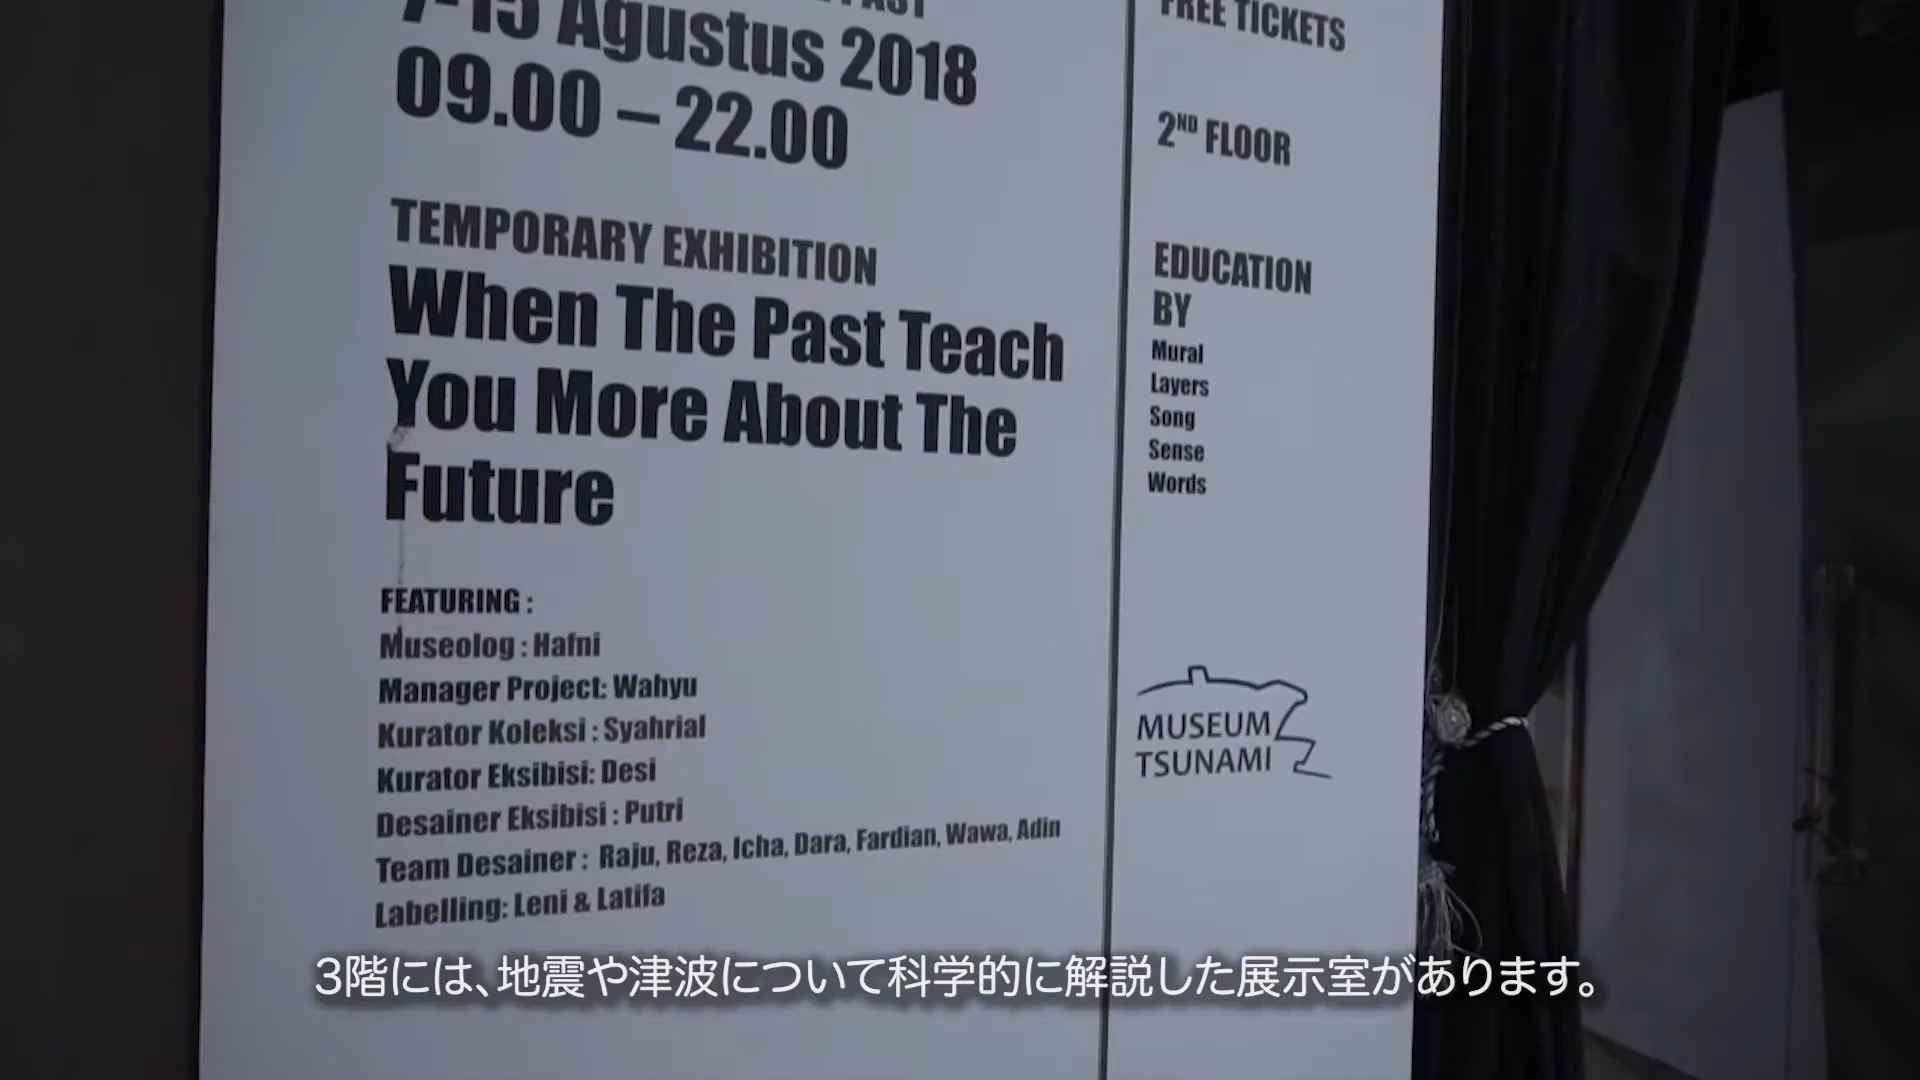 7-15 Agustus 2018
09.00 – 22.00
TEMPORARY EXHIBITION
When The Past Teach
You More About The
Future
FEATURING :
Museolog : Hafni
Manager Project: Wahyu
Kurator Koleksi : Syahrial
Kurator Eksibisi: Desi
Desainer Eksibisi : Putri
Team Desainer : Raju, Reza, Icha, Dara, Fardian, Wawa, Adin
Labelling: Leni & Latifa
FREE TICKETS
2ND FLOOR
EDUCATION
BY
Mural
Layers
Song
Sense
Words
MUSEUM
TSUNAMI
3階には、地震や津波について科学的に解説した展示室があります。